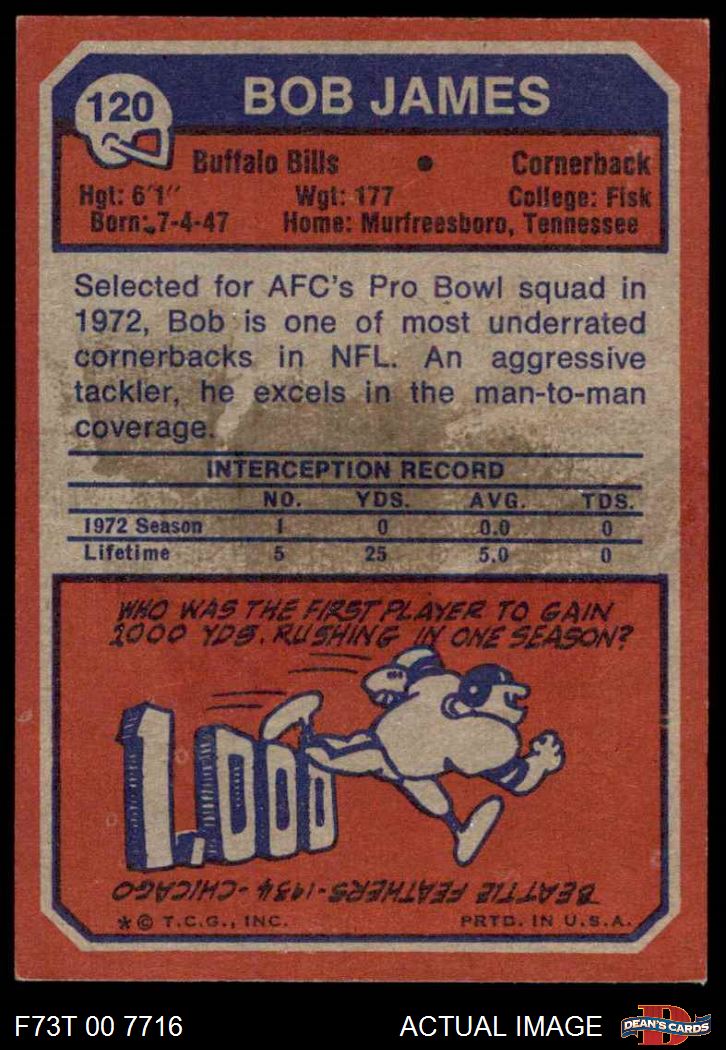 120
BOB JAMES
Buffalo Bills • Cornerback
Hgt: 6'1" Wgt: 177 College: Fisk
Born: 7-4-47 Home: Murfreesboro, Tennessee
Selected for AFC's Pro Bowl squad in
1972, Bob is one of most underrated
cornerbacks in NFL. An aggressive
tackler, he excels in the man-to-man
coverage.
INTERCEPTION RECORD
NO. YDS. AVG. TDS.
1972 Season 1 0 0.0 0
Lifetime 5 25 5.0 0
WHO WAS THE FIRST PLAYER TO GAIN
1000 YDS. RUSHING IN ONE SEASON?
1,000
BEATTIE FEATHERS-1934-CHICAGO
*© T.C.G., INC. PRTD. IN U.S.A.
F73T 00 7716 ACTUAL IMAGE
D
DEAN'S CARDS